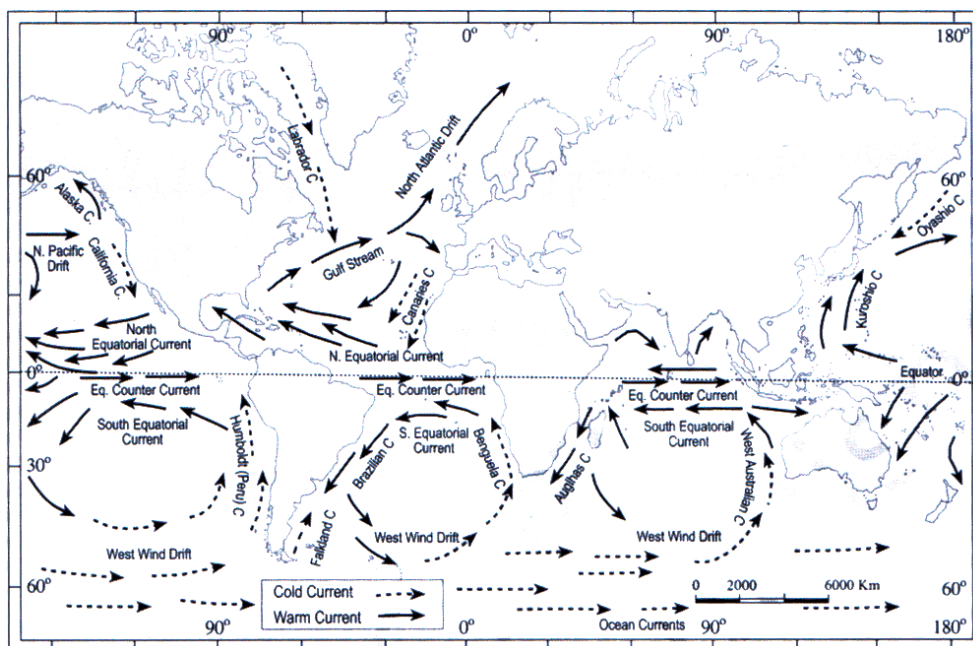 90° 0° 90° 180°
Labrador C
North Atlantic Drift
60° 60°
Alaska C.
Oyashio C
N. Pacific
Drift
California C.
Gulf Stream
Canaries C
Kuroshio C
North
Equatorial Current
N. Equatorial Current
Equator
0° 0°
Eq. Counter Current
Eq. Counter Current
Eq. Counter Current
South Equatorial
Current
Humboldt (Peru) C
Brazilian C
S. Equatorial
Current
Benguela C
Auglhas C
South Equatorial
Current
West Australian C
30°
West Wind Drift
Falkland C
West Wind Drift
West Wind Drift
60° 60°
Cold Current
Warm Current
0 2000 6000 Km
Ocean Currents
90° 0° 90° 180°